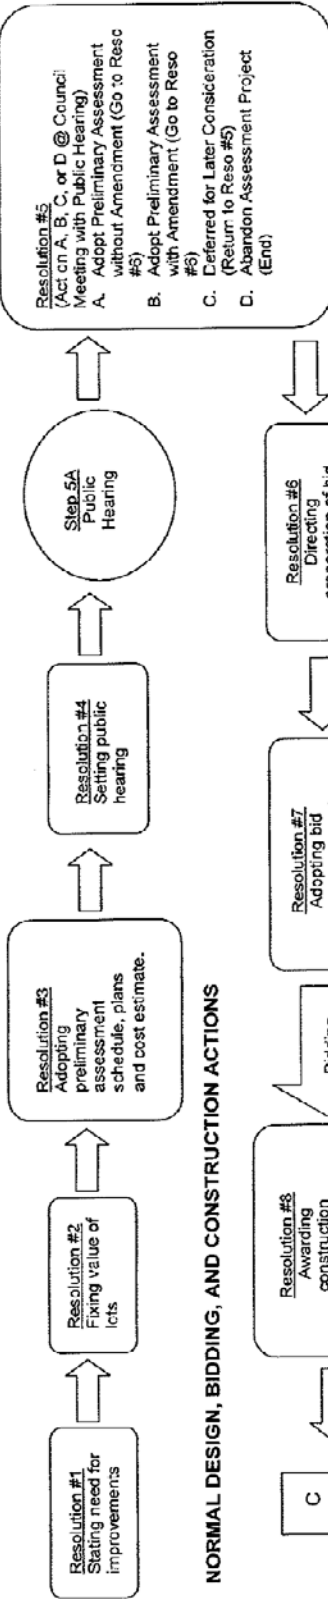 Resolution #1
Stating need for
improvements
Resolution #2
Fixing value of
lots
Resolution #3
Adopting
preliminary
assessment
schedule, plans
and cost estimate.
Resolution #4
Setting public
hearing
Step 5A
Public
Hearing
Resolution #5
(Act on A, B, C, or D @ Council
Meeting with Public Hearing)
A. Adopt Preliminary Assessment
without Amendment (Go to Reso
#6)
B. Adopt Preliminary Assessment
with Amendment (Go to Reso
#6)
C. Deferred for Later Consideration
(Return to Reso #5)
D. Abandon Assessment Project
(End)
NORMAL DESIGN, BIDDING, AND CONSTRUCTION ACTIONS
Resolution #6
Directing
preparation of bid
Resolution #7
Adopting bid
Bidding
Resolution #8
Awarding
construction
C